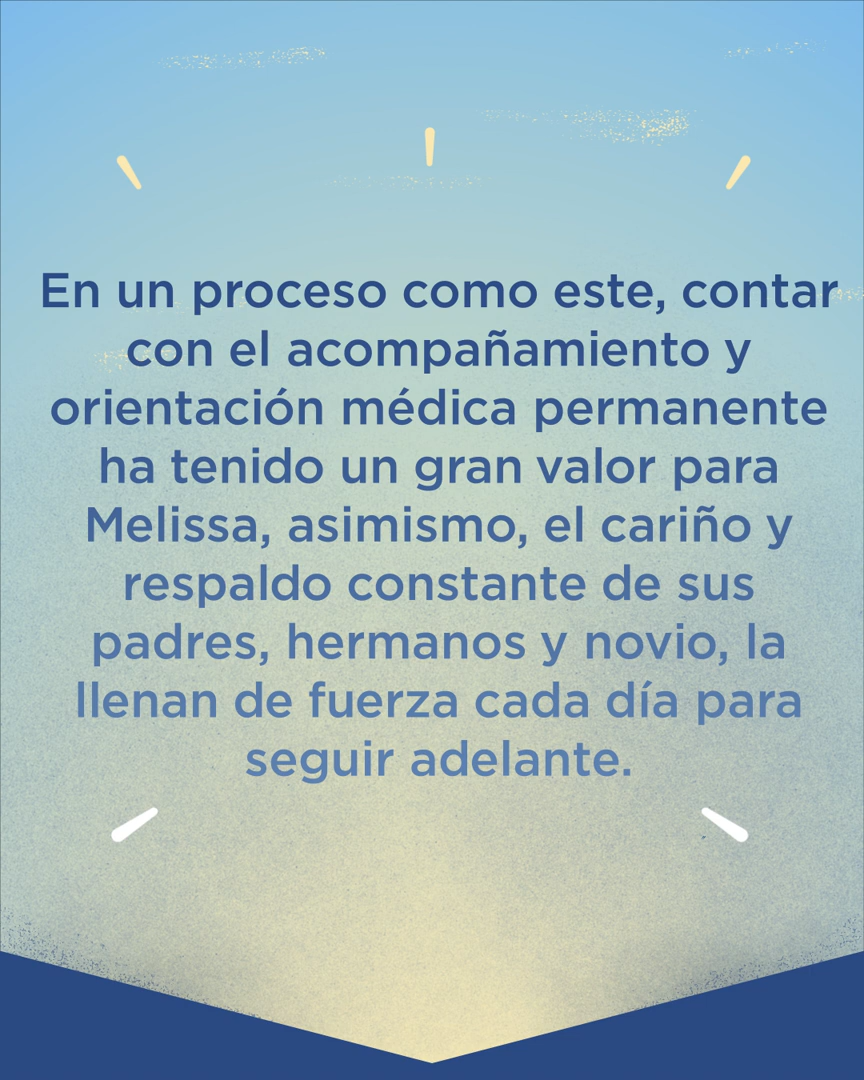 En un proceso como este, contar
con el acompañamiento y
orientación médica permanente
ha tenido un gran valor para
Melissa, asimismo, el cariño y
respaldo constante de sus
padres, hermanos y novio, la
llenan de fuerza cada día para
seguir adelante.